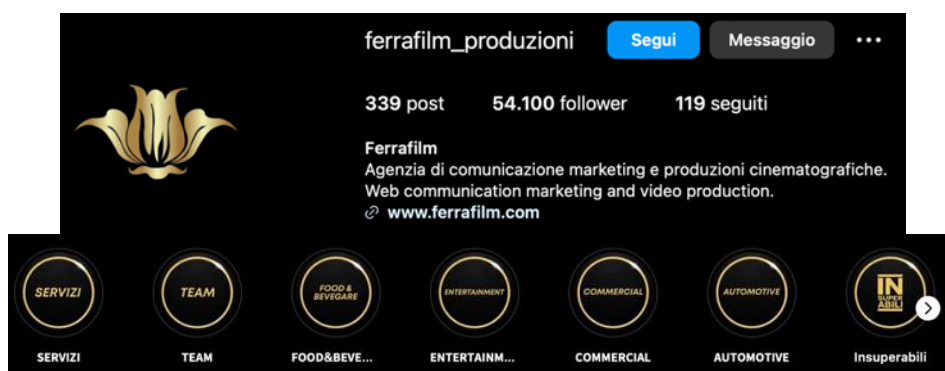 ferrafilm_produzioni Segui Messaggio
339 post 54.100 follower 119 seguiti
Ferrafilm
Agenzia di comunicazione marketing e produzioni cinematografiche.
Web communication marketing and video production.
www.ferrafilm.com
SERVIZI
TEAM
FOOD &
BEVEGARE
ENTERTAINMENT
COMMERCIAL
AUTOMOTIVE
IN
SUPER
ABILI
SERVIZI TEAM FOOD&BEVE... ENTERTAINM... COMMERCIAL AUTOMOTIVE Insuperabili